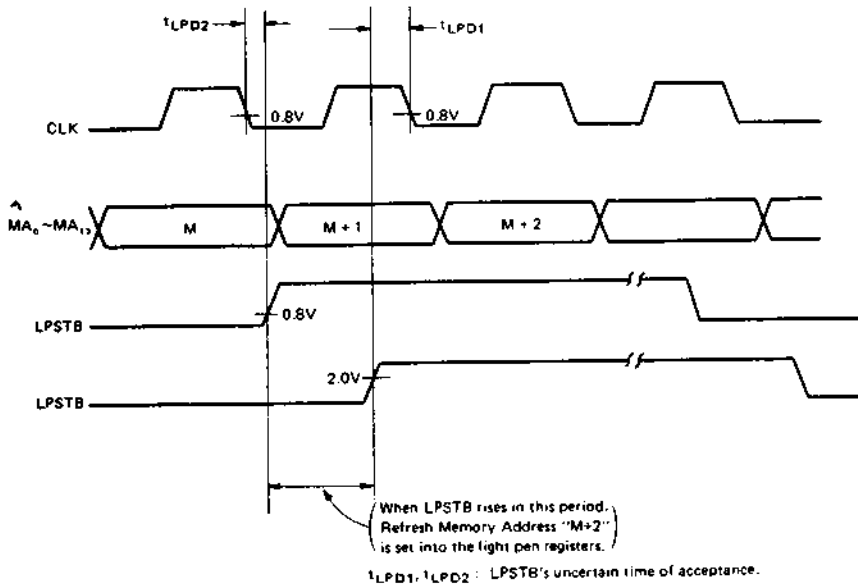 tLPD2
tLPD1
CLK
0.8V
0.8V
MA0~MA13
M
M + 1
M + 2
LPSTB
0.8V
LPSTB
2.0V
When LPSTB rises in this period,
Refresh Memory Address "M+2"
is set into the light pen registers.
tLPD1, tLPD2 : LPSTB's uncertain time of acceptance.